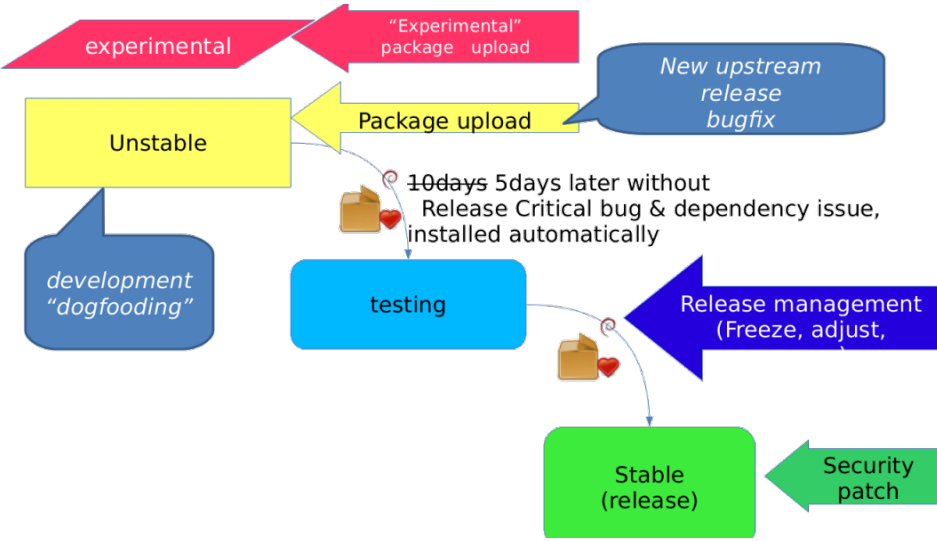 experimental
“Experimental”
package upload
New upstream
release
bugfix
Package upload
Unstable
10days 5days later without
Release Critical bug & dependency issue,
installed automatically
development
“dogfooding”
testing
Release management
(Freeze, adjust,
Stable
(release)
Security
patch